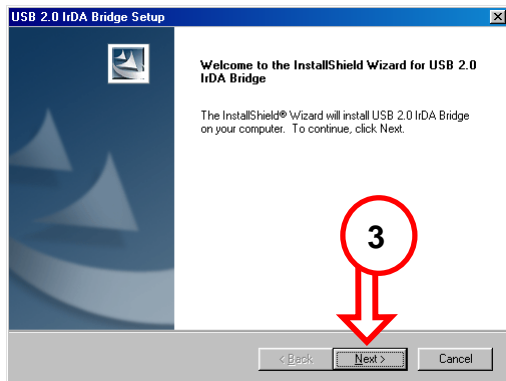 USB 2.0 IrDA Bridge Setup
Welcome to the InstallShield Wizard for USB 2.0
IrDA Bridge
The InstallShield® Wizard will install USB 2.0 IrDA Bridge
on your computer. To continue, click Next.
3
< Back
Next >
Cancel